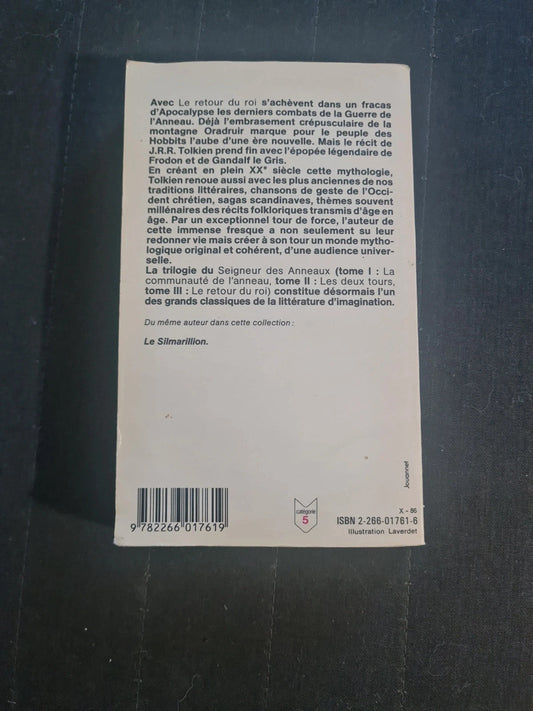 Avec Le retour du roi s'achèvent dans un fracas
d'Apocalypse les derniers combats de la Guerre de
l'Anneau. Déjà l'embrasement crépusculaire de la
montagne Oradruir marque pour le peuple des
Hobbits l'aube d'une ère nouvelle. Mais le récit de
J.R.R. Tolkien prend fin avec l'épopée légendaire de
Frodon et de Gandalf le Gris.
En créant en plein XXe siècle cette mythologie,
Tolkien renoue aussi avec les plus anciennes de nos
traditions littéraires, chansons de geste de l'Occi-
dent chrétien, sagas scandinaves, thèmes souvent
millénaires des récits folkloriques transmis d'âge en
âge. Par un exceptionnel tour de force, l'auteur de
cette immense fresque a non seulement su leur
redonner vie mais créer à son tour un monde mytho-
logique original et cohérent, d'une audience univer-
selle.
La trilogie du Seigneur des Anneaux (tome I : La
communauté de l'anneau, tome II : Les deux tours,
tome III : Le retour du roi) constitue désormais l'un
des grands classiques de la littérature d'imagination.
Du même auteur dans cette collection :
Le Silmarillion.
Jouannet
9 782266 017619
catégorie
5
X - 86
ISBN 2-266-01761-6
Illustration Laverdet